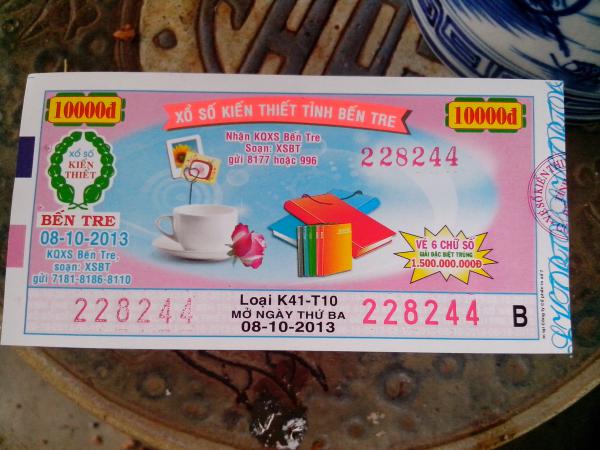 10000đ
XỔ SỐ KIẾN THIẾT TỈNH BẾN TRE
10000đ
XỔ SỐ
KIẾN
THIẾT
BẾN TRE
08-10-2013
KQXS Bến Tre,
soạn: XSBT
gửi 7181-8186-8110
Nhận KQXS Bến Tre
Soạn: XSBT
gửi 8177 hoặc 996
228244
VÉ 6 CHỮ SỐ
GIẢI ĐẶC BIỆT TRÚNG
1.500.000.000Đ
228244
Loại K41-T10
MỞ NGÀY THỨ BA
08-10-2013
228244
B